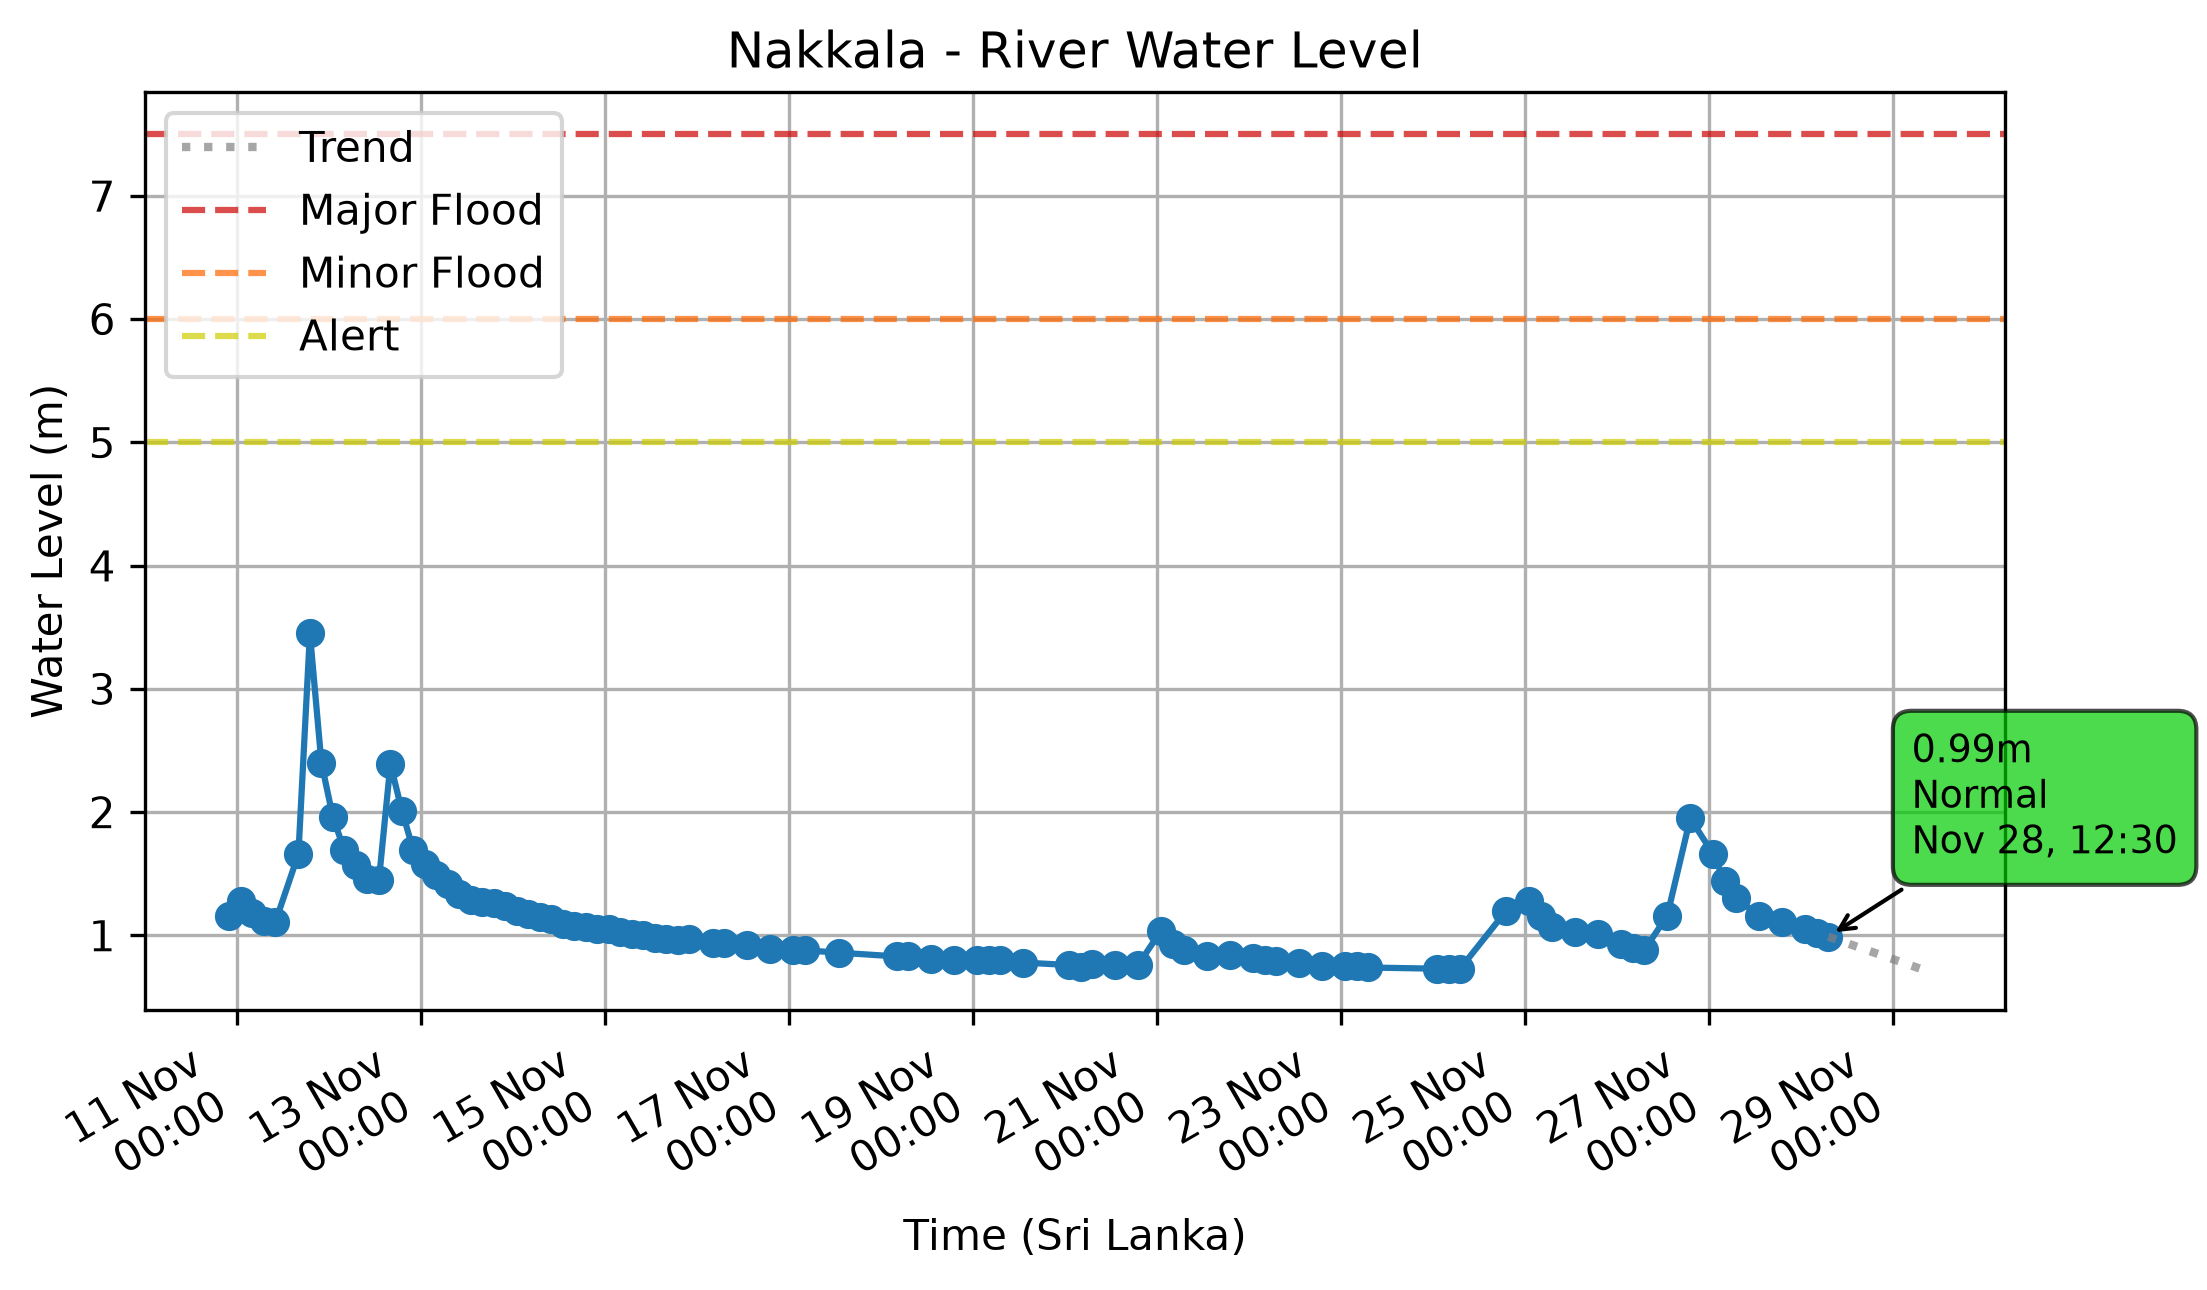 Nakkala - River Water Level
Trend
Major Flood
Minor Flood
Alert
Water Level (m)
7
6
5
4
3
2
1
0.99m
Normal
Nov 28, 12:30
11 Nov
00:00
13 Nov
00:00
15 Nov
00:00
17 Nov
00:00
19 Nov
00:00
21 Nov
00:00
23 Nov
00:00
25 Nov
00:00
27 Nov
00:00
29 Nov
00:00
Time (Sri Lanka)